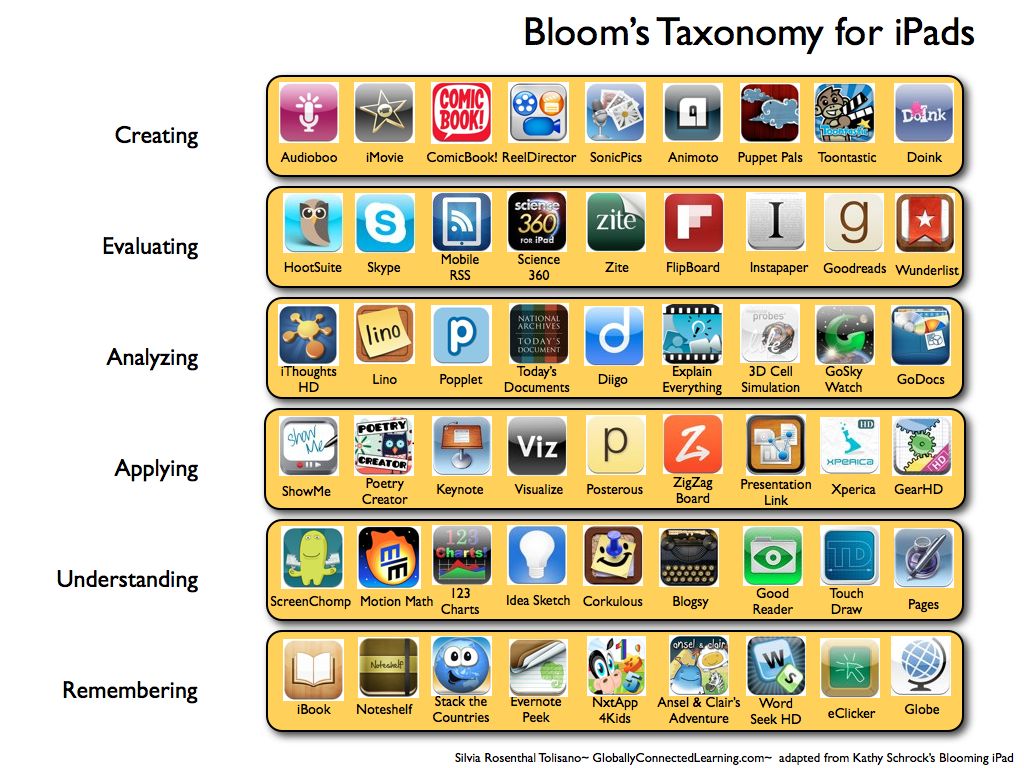 Bloom's Taxonomy for iPads
Creating
COMIC
BOOK!
Toontastic
Doink
Audioboo iMovie ComicBook! ReelDirector SonicPics Animoto Puppet Pals Toontastic Doink
Evaluating
science
360
FOR iPad
zite
F
I
g
HootSuite Skype Mobile RSS Science 360 Zite FlipBoard Instapaper Goodreads Wunderlist
Analyzing
lino
p
NATIONAL
ARCHIVES
TODAY'S
DOCUMENT
d
probes
life
iThoughts HD Lino Popplet Today's Documents Diigo Explain Everything 3D Cell Simulation GoSky Watch GoDocs
Applying
Show
Me
POETRY
CREATOR
Viz
p
Z
HD
XPERICA
HD
ShowMe Poetry Creator Keynote Visualize Posterous ZigZag Board Presentation Link Xperica GearHD
Understanding
MM
123
Charts!
TD
ScreenChomp Motion Math 123 Charts Idea Sketch Corkulous Blogsy Good Reader Touch Draw Pages
Remembering
Noteshelf
ansel & clair
W
S
iBook Noteshelf Stack the Countries Evernote Peek NxtApp 4Kids Ansel & Clair's Adventure Word Seek HD eClicker Globe
Silvia Rosenthal Tolisano~ GloballyConnectedLearning.com~ adapted from Kathy Schrock's Blooming iPad